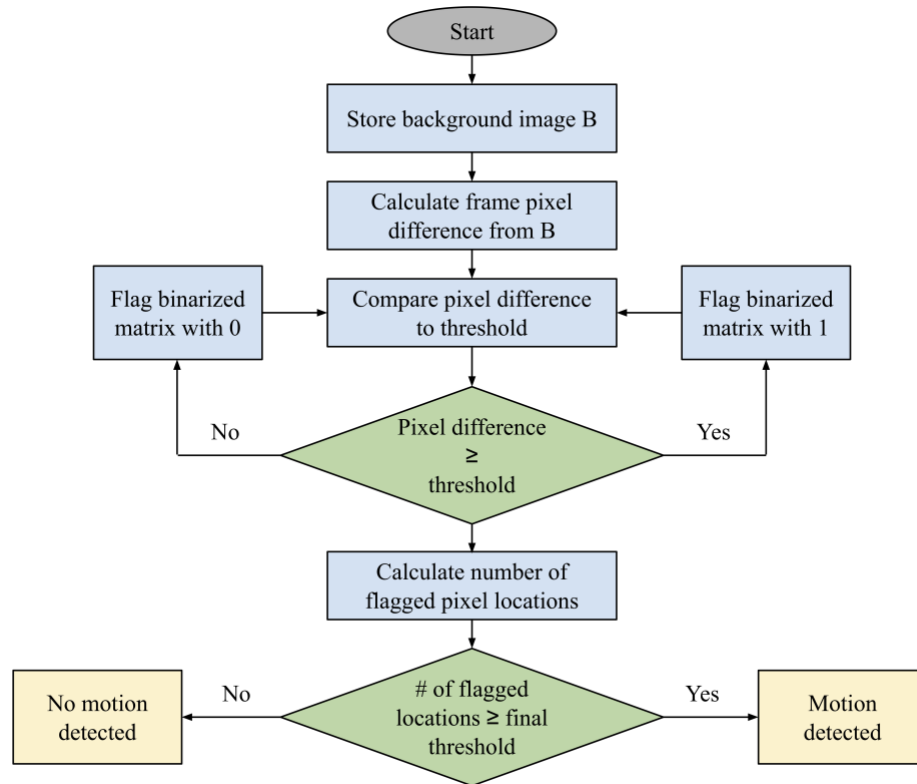 Start
Store background image B
Calculate frame pixel
difference from B
Flag binarized
matrix with 0
Compare pixel difference
to threshold
Flag binarized
matrix with 1
No
Pixel difference
≥
threshold
Yes
Calculate number of
flagged pixel locations
No motion
detected
No
# of flagged
locations ≥ final
threshold
Yes
Motion
detected